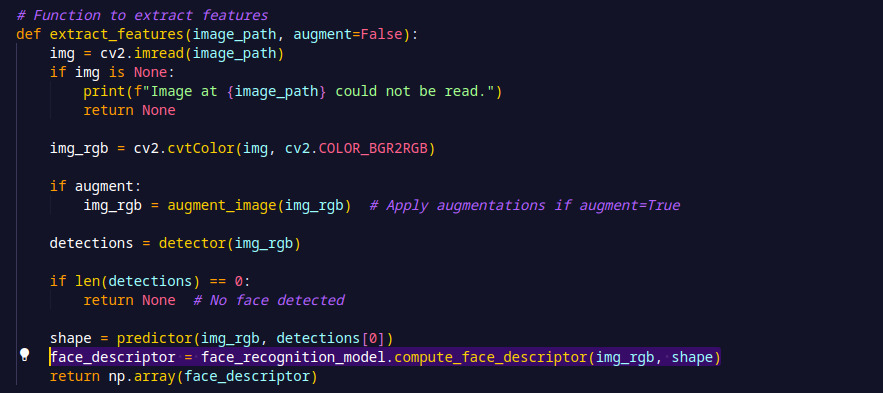 # Function to extract features
def extract_features(image_path, augment=False):
    img = cv2.imread(image_path)
    if img is None:
        print(f"Image at {image_path} could not be read.")
        return None
    img_rgb = cv2.cvtColor(img, cv2.COLOR_BGR2RGB)
    if augment:
        img_rgb = augment_image(img_rgb)  # Apply augmentations if augment=True
    detections = detector(img_rgb)
    if len(detections) == 0:
        return None  # No face detected
    shape = predictor(img_rgb, detections[0])
    face_descriptor = face_recognition_model.compute_face_descriptor(img_rgb, shape)
    return np.array(face_descriptor)